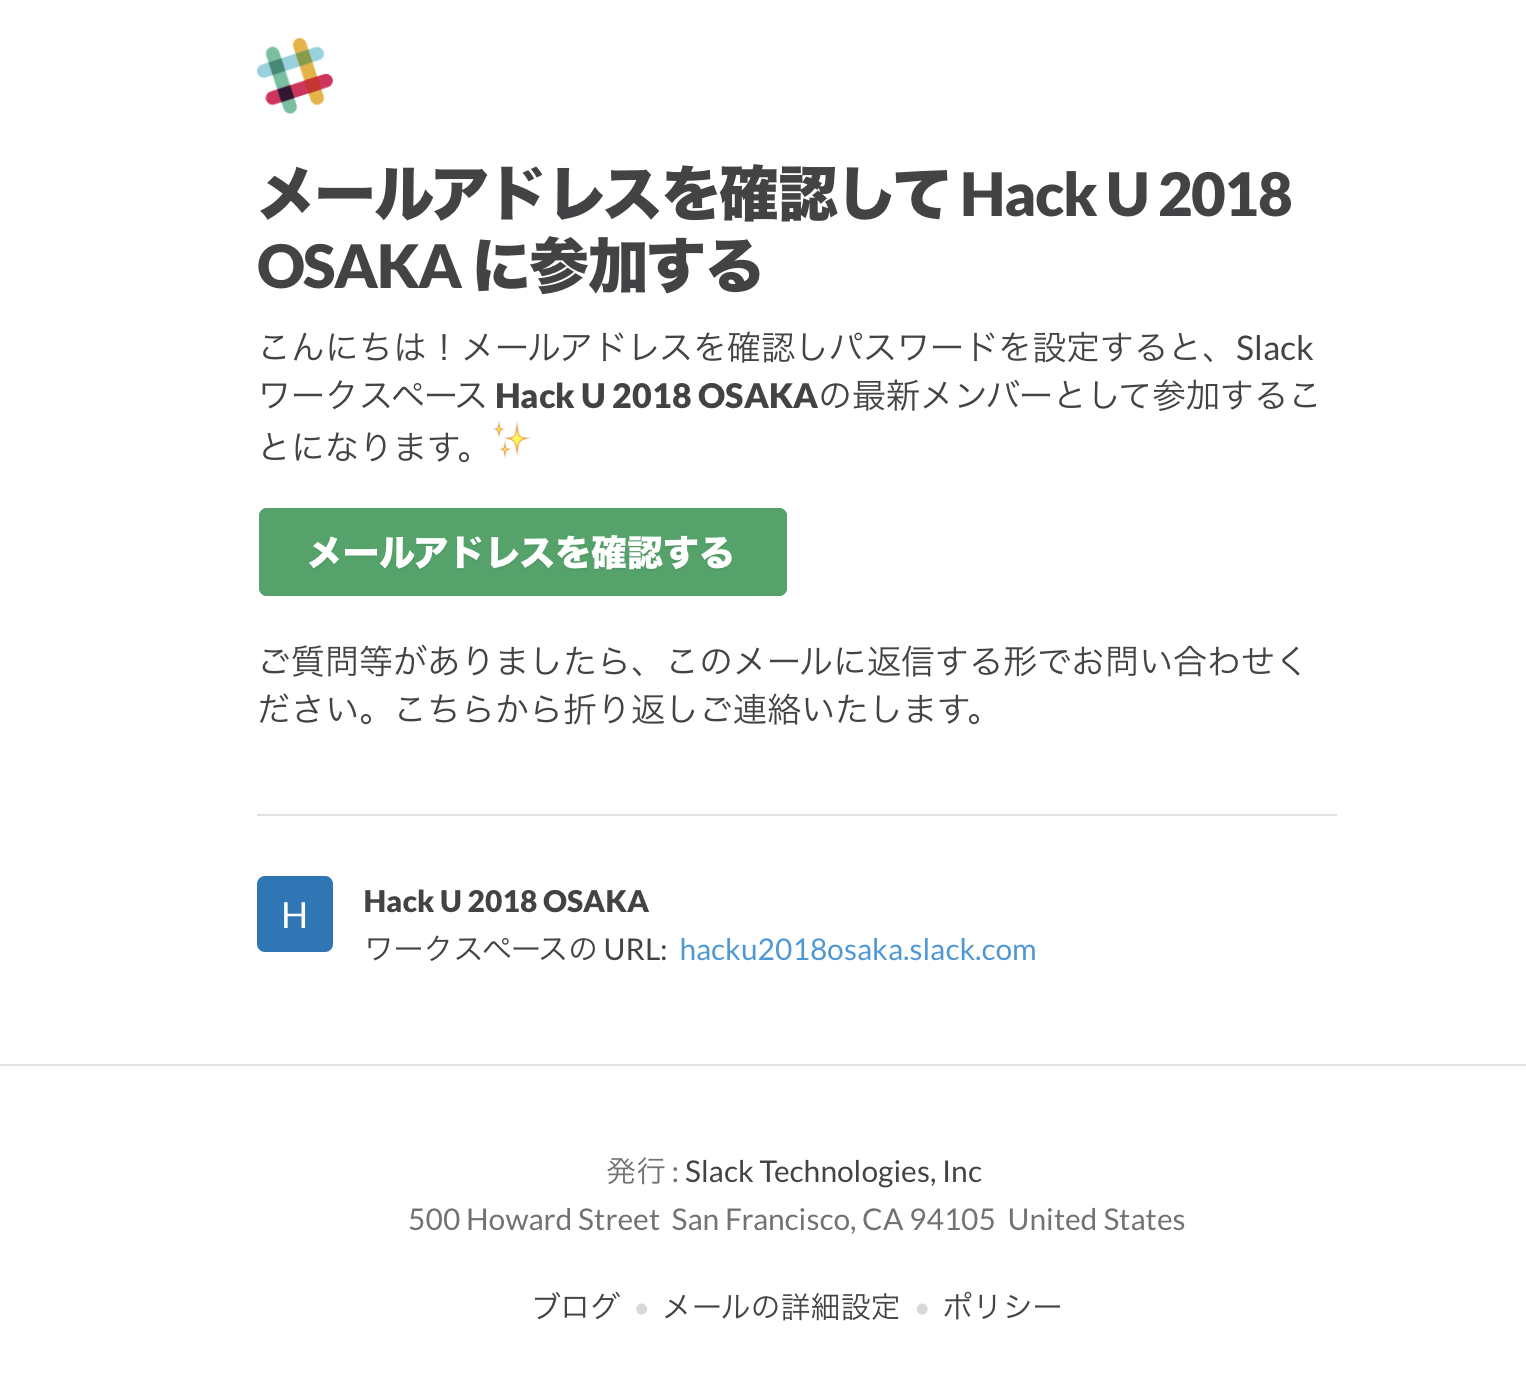 メールアドレスを確認して Hack U 2018
OSAKA に参加する
こんにちは！メールアドレスを確認しパスワードを設定すると、Slack
ワークスペース Hack U 2018 OSAKAの最新メンバーとして参加するこ
とになります。✨
メールアドレスを確認する
ご質問等がありましたら、このメールに返信する形でお問い合わせく
ださい。こちらから折り返しご連絡いたします。
H
Hack U 2018 OSAKA
ワークスペースの URL: hacku2018osaka.slack.com
発行 : Slack Technologies, Inc
500 Howard Street San Francisco, CA 94105 United States
ブログ ● メールの詳細設定 ● ポリシー